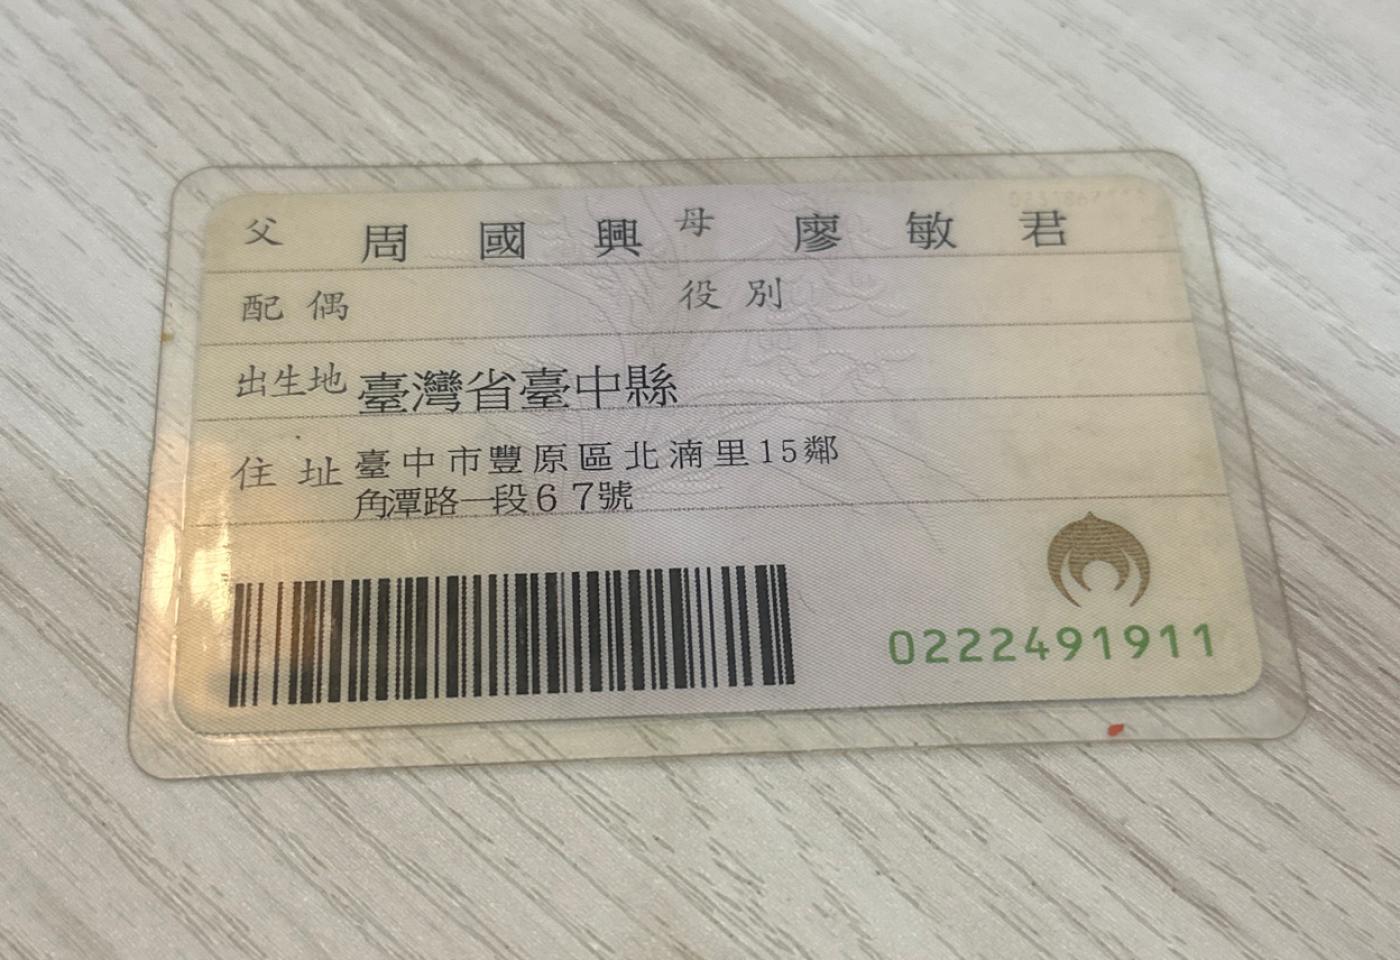 父 周國興 母 廖敏君
配偶 役別
出生地 臺灣省臺中縣
住址 臺中市豐原區北湳里15鄰
角潭路一段67號
0222491911